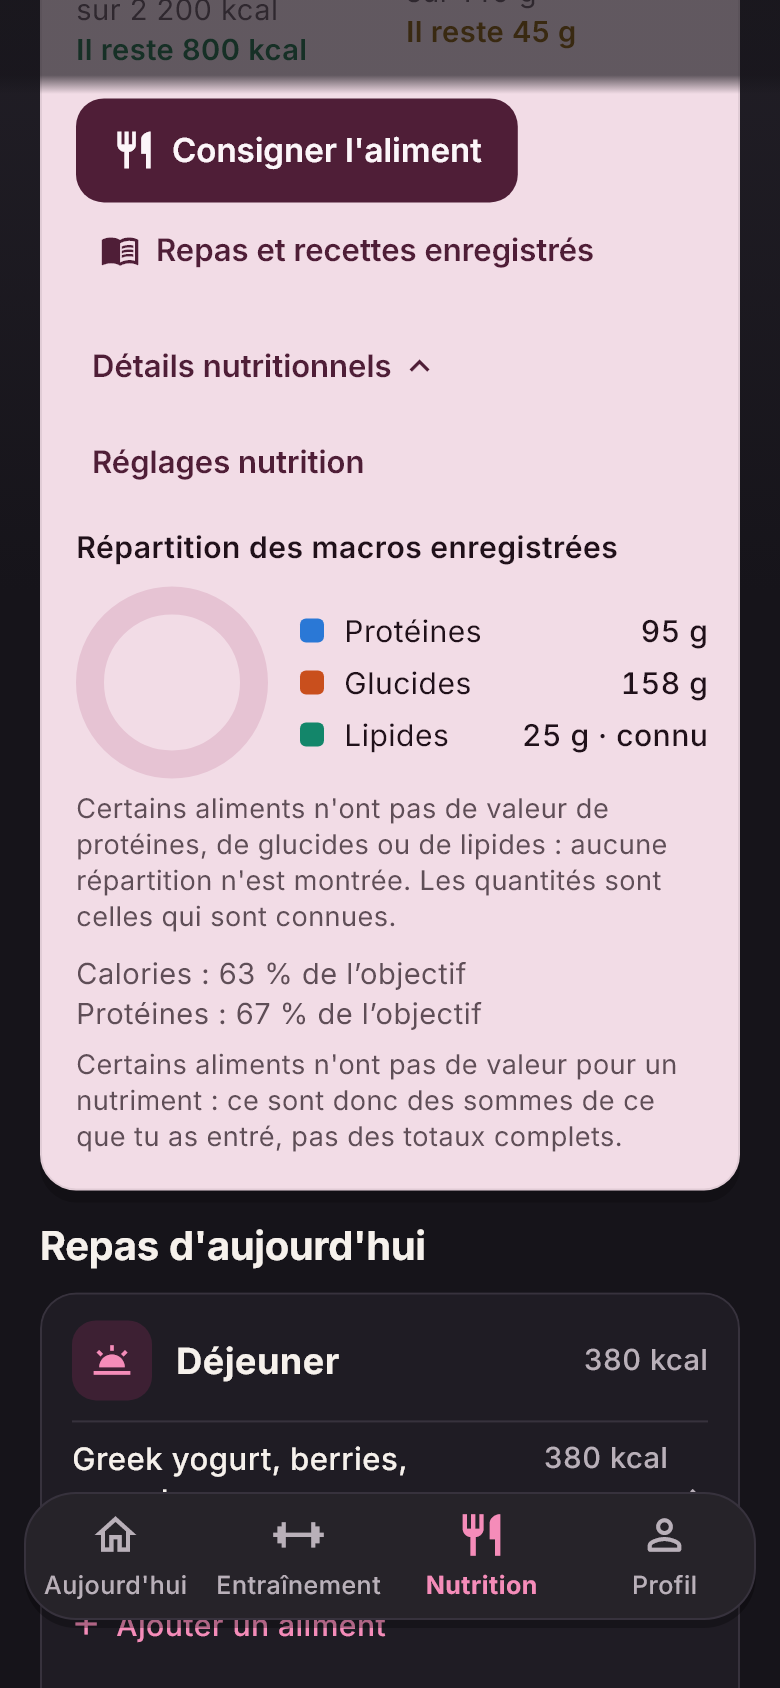 sur 2 200 kcal
Il reste 800 kcal
Il reste 45 g
Consigner l'aliment
Repas et recettes enregistrés
Détails nutritionnels
Réglages nutrition
Répartition des macros enregistrées
Protéines 95 g
Glucides 158 g
Lipides 25 g · connu
Certains aliments n'ont pas de valeur de
protéines, de glucides ou de lipides : aucune
répartition n'est montrée. Les quantités sont
celles qui sont connues.
Calories : 63 % de l’objectif
Protéines : 67 % de l’objectif
Certains aliments n'ont pas de valeur pour un
nutriment : ce sont donc des sommes de ce
que tu as entré, pas des totaux complets.
Repas d'aujourd'hui
Déjeuner 380 kcal
Greek yogurt, berries, 380 kcal
Aujourd'hui Entraînement Nutrition Profil
+ Ajouter un aliment